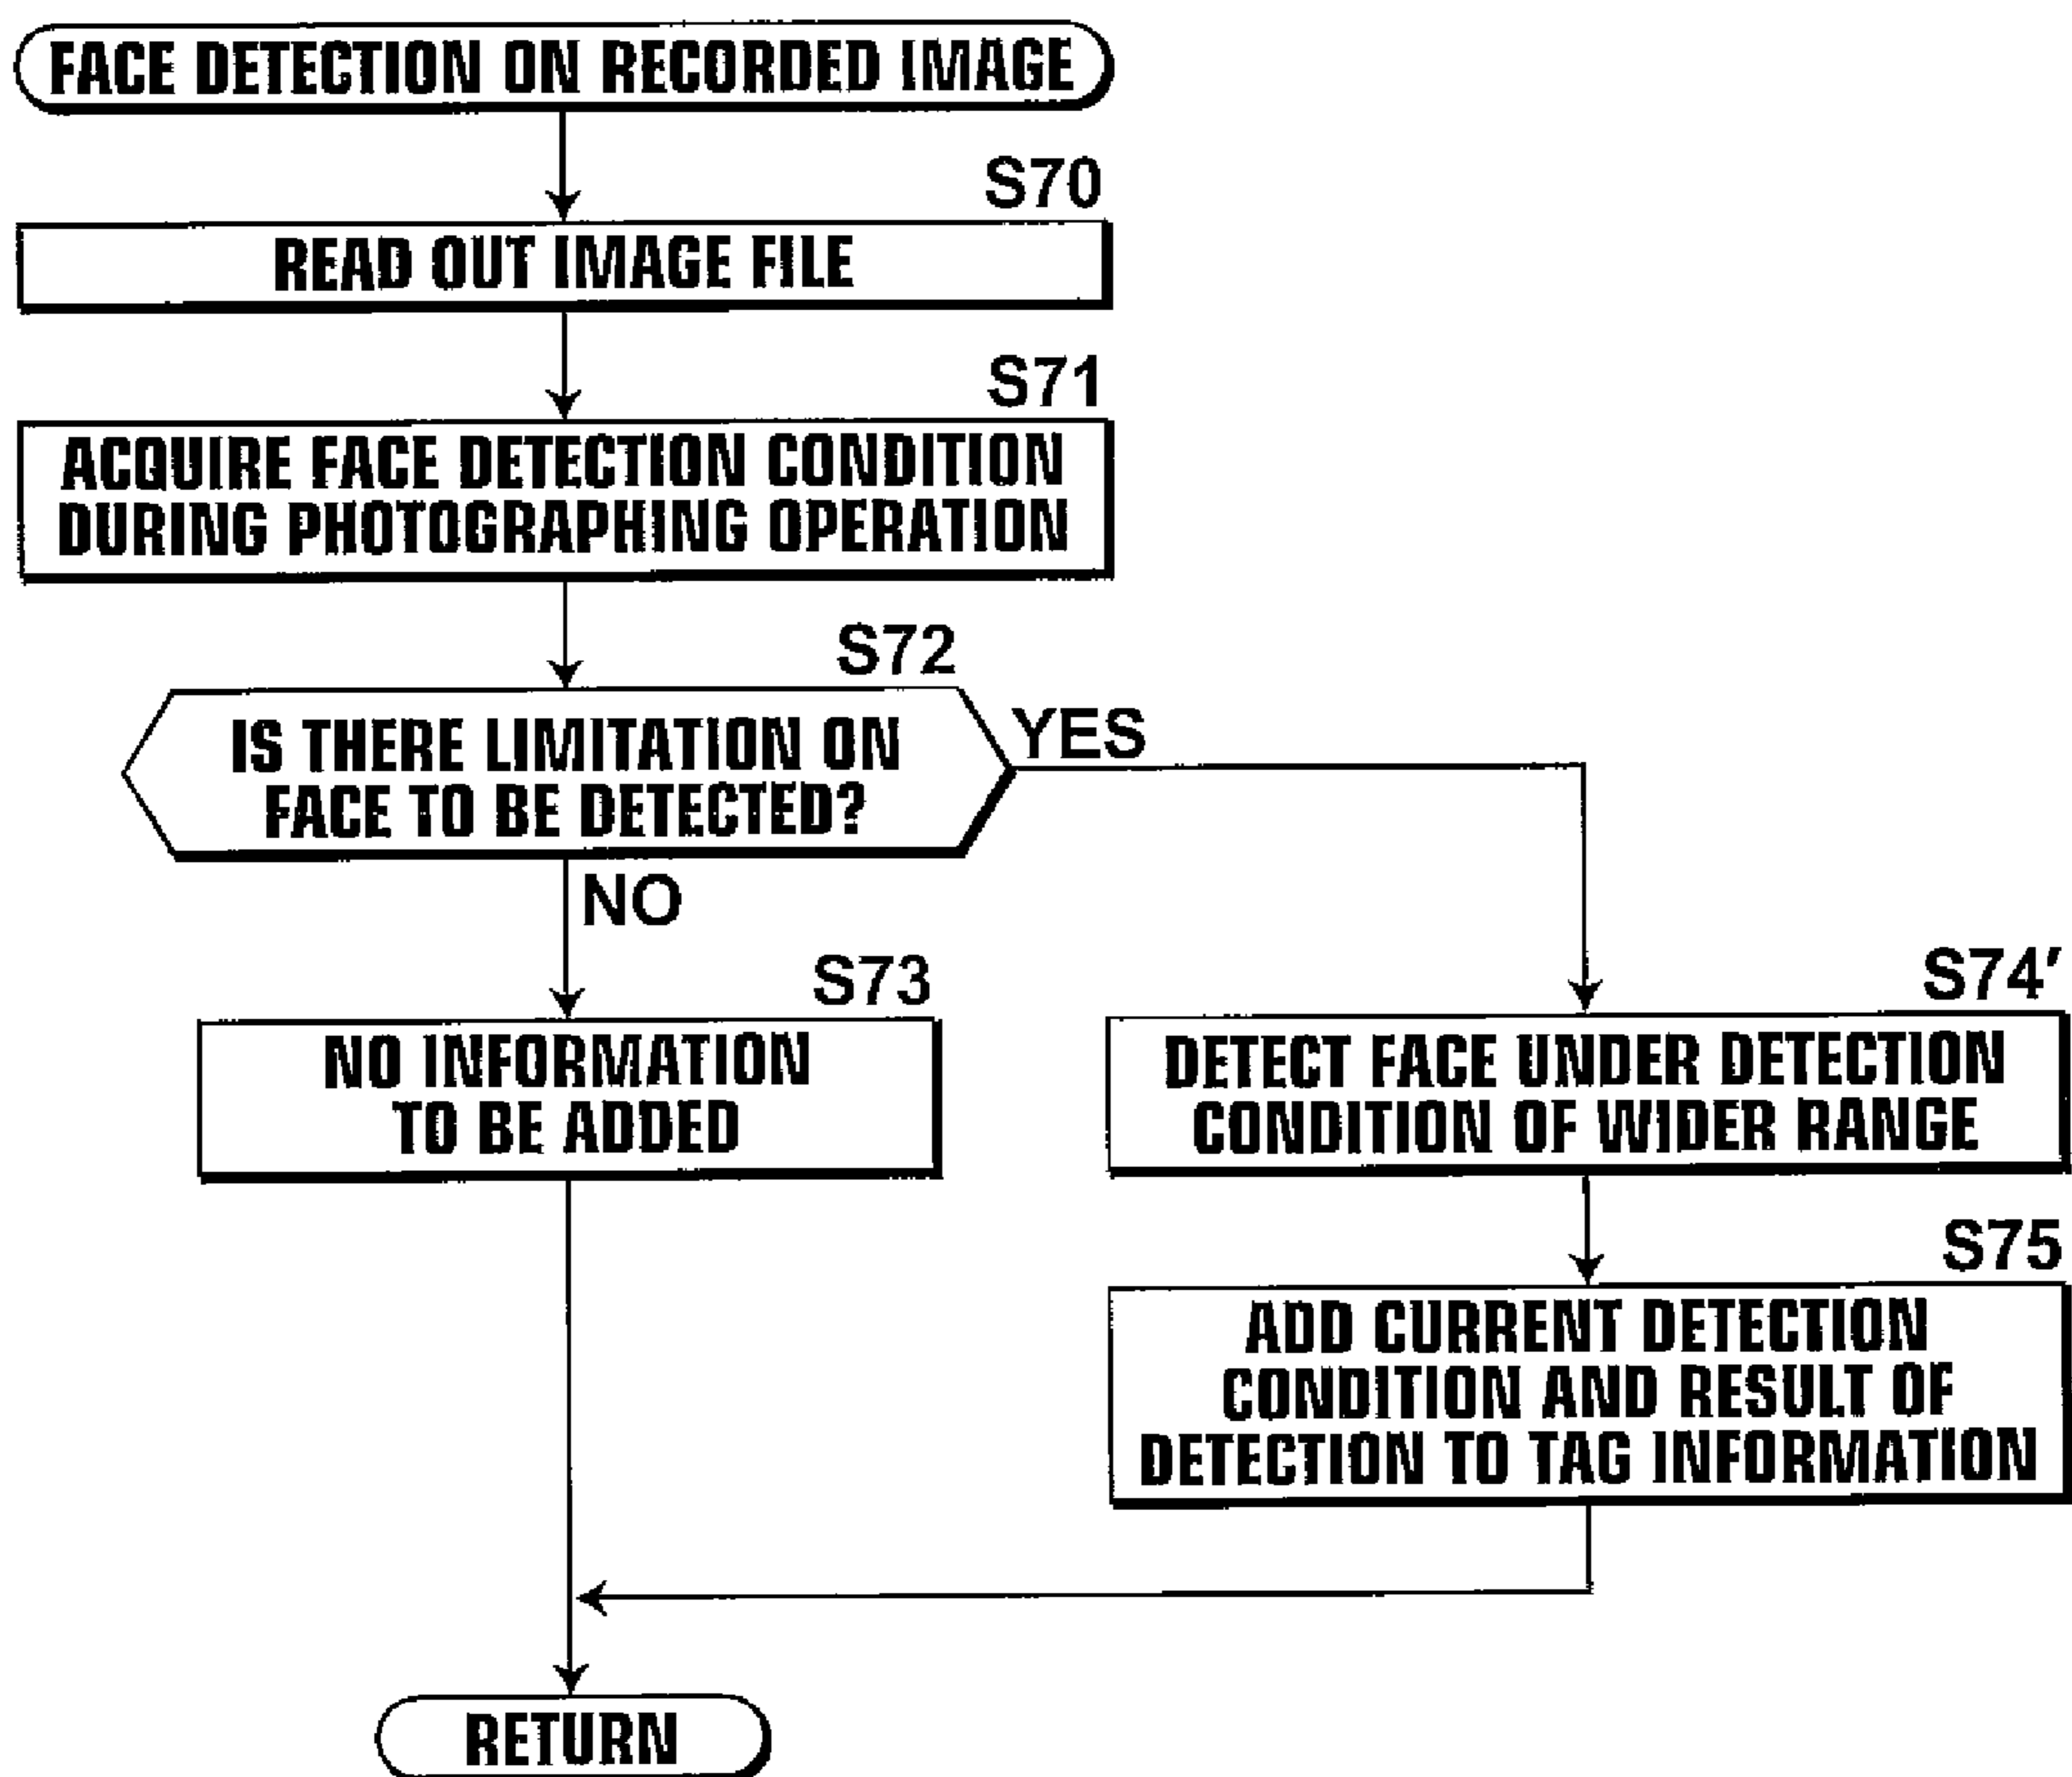 FACE DETECTION ON RECORDED IMAGE
S70
READ OUT IMAGE FILE
S71
ACQUIRE FACE DETECTION CONDITION
DURING PHOTOGRAPHING OPERATION
S72
IS THERE LIMITATION ON
FACE TO BE DETECTED?
YES
NO
S73
NO INFORMATION
TO BE ADDED
S74′
DETECT FACE UNDER DETECTION
CONDITION OF WIDER RANGE
S75
ADD CURRENT DETECTION
CONDITION AND RESULT OF
DETECTION TO TAG INFORMATION
RETURN